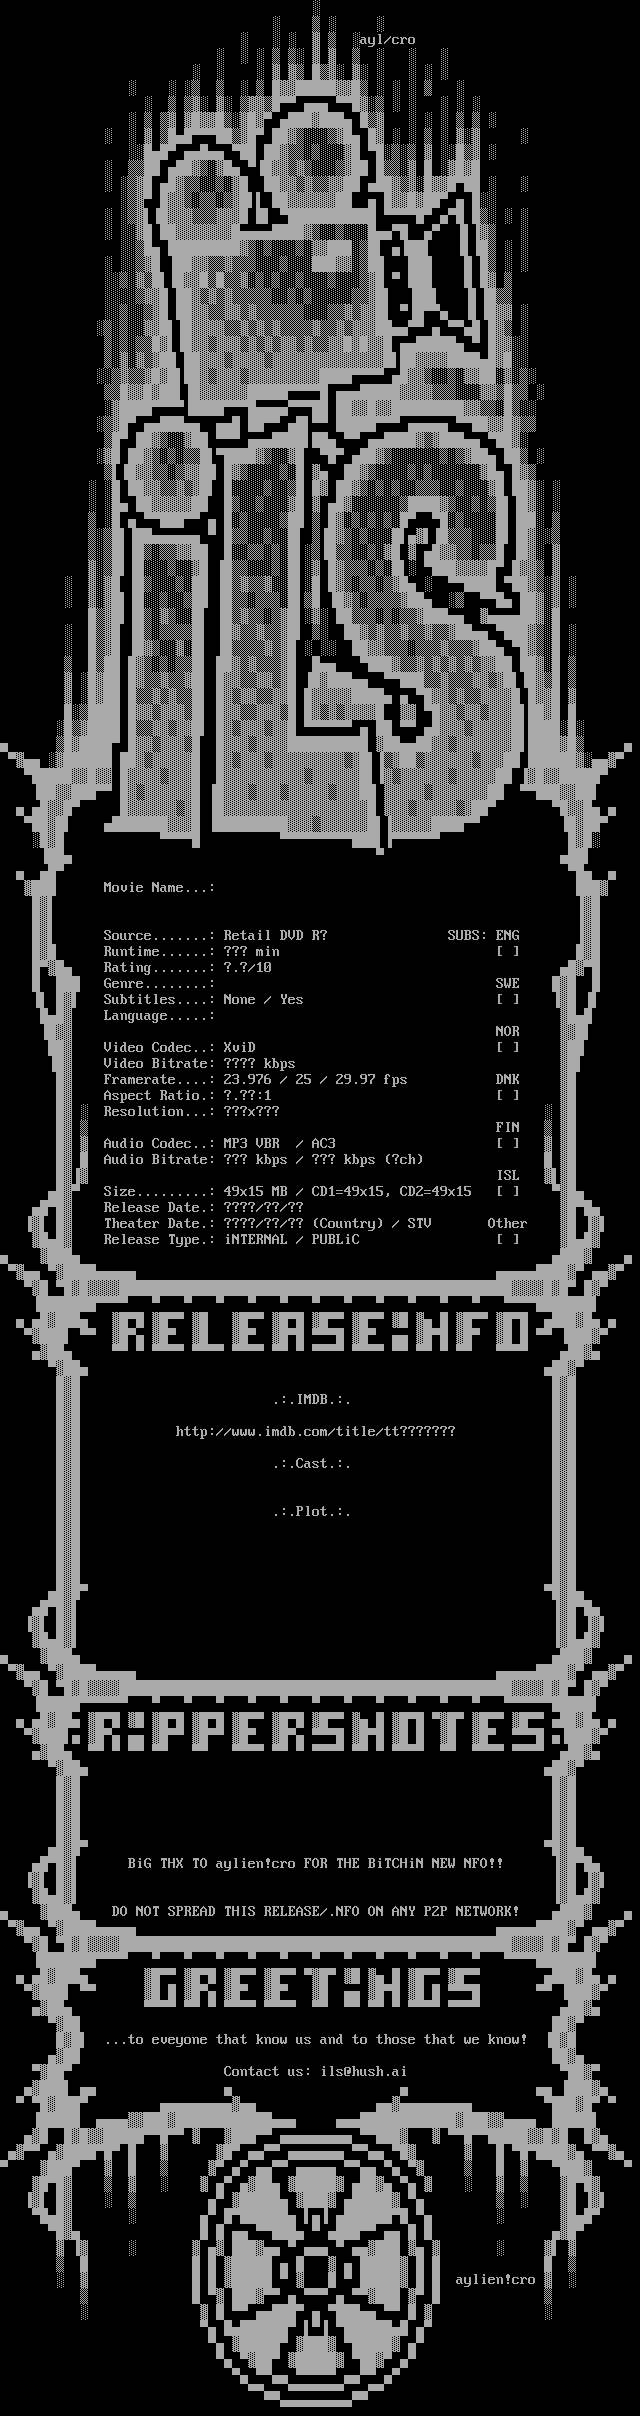 ayl/cro
iLS
Movie Name...:
Source.......: Retail DVD R? SUBS: ENG
Runtime......: ??? min [ ]
Rating.......: ?.?/10
Genre........: SWE
Subtitles....: None / Yes [ ]
Language.....:
NOR
Video Codec..: XviD [ ]
Video Bitrate: ???? kbps
Framerate....: 23.976 / 25 / 29.97 fps DNK
Aspect Ratio.: ?.??:1 [ ]
Resolution...: ???x???
FIN
Audio Codec..: MP3 VBR / AC3 [ ]
Audio Bitrate: ??? kbps / ??? kbps (?ch)
ISL
Size.........: 49x15 MB / CD1=49x15, CD2=49x15 [ ]
Release Date.: ????/??/??
Theater Date.: ????/??/?? (Country) / STV Other
Release Type.: iNTERNAL / PUBLiC [ ]
RELEASEiNFO
.:.IMDB.:.
http://www.imdb.com/title/tt???????
.:.Cast.:.
.:.Plot.:.
RiPPERSNOTES
BiG THX TO aylien!cro FOR THE BiTCHiN NEW NFO!!
DO NOT SPREAD THIS RELEASE/.NFO ON ANY P2P NETWORK!
GREETiNGS
...to eveyone that know us and to those that we know!
Contact us: ils@hush.ai
aylien!cro